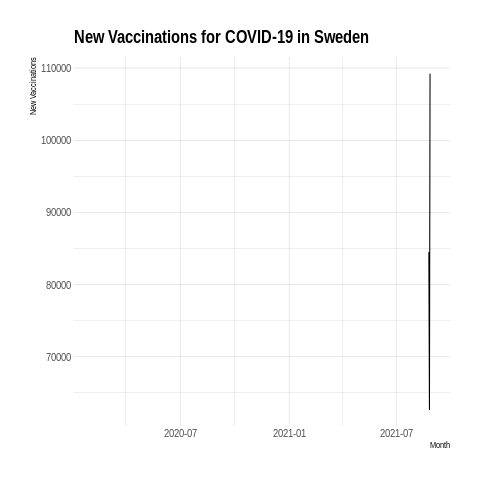 New Vaccinations for COVID-19 in Sweden
New Vaccinations
110000
100000
90000
80000
70000
2020-07
2021-01
2021-07
Month